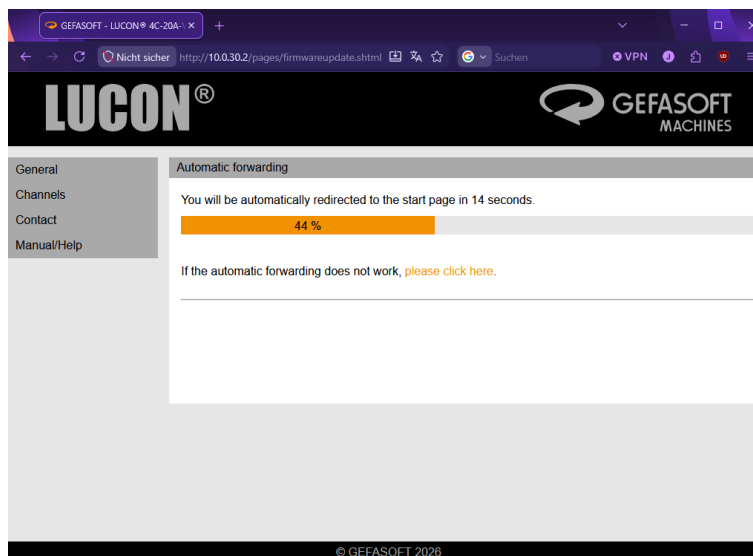 GEFASOFT - LUCON® 4C-20A-\
Nicht sicher http://10.0.30.2/pages/firmwareupdate.shtml
Suchen
VPN
LUCON®
GEFASOFT
MACHINES
General
Channels
Contact
Manual/Help
Automatic forwarding
You will be automatically redirected to the start page in 14 seconds.
44 %
If the automatic forwarding does not work, please click here.
© GEFASOFT 2026